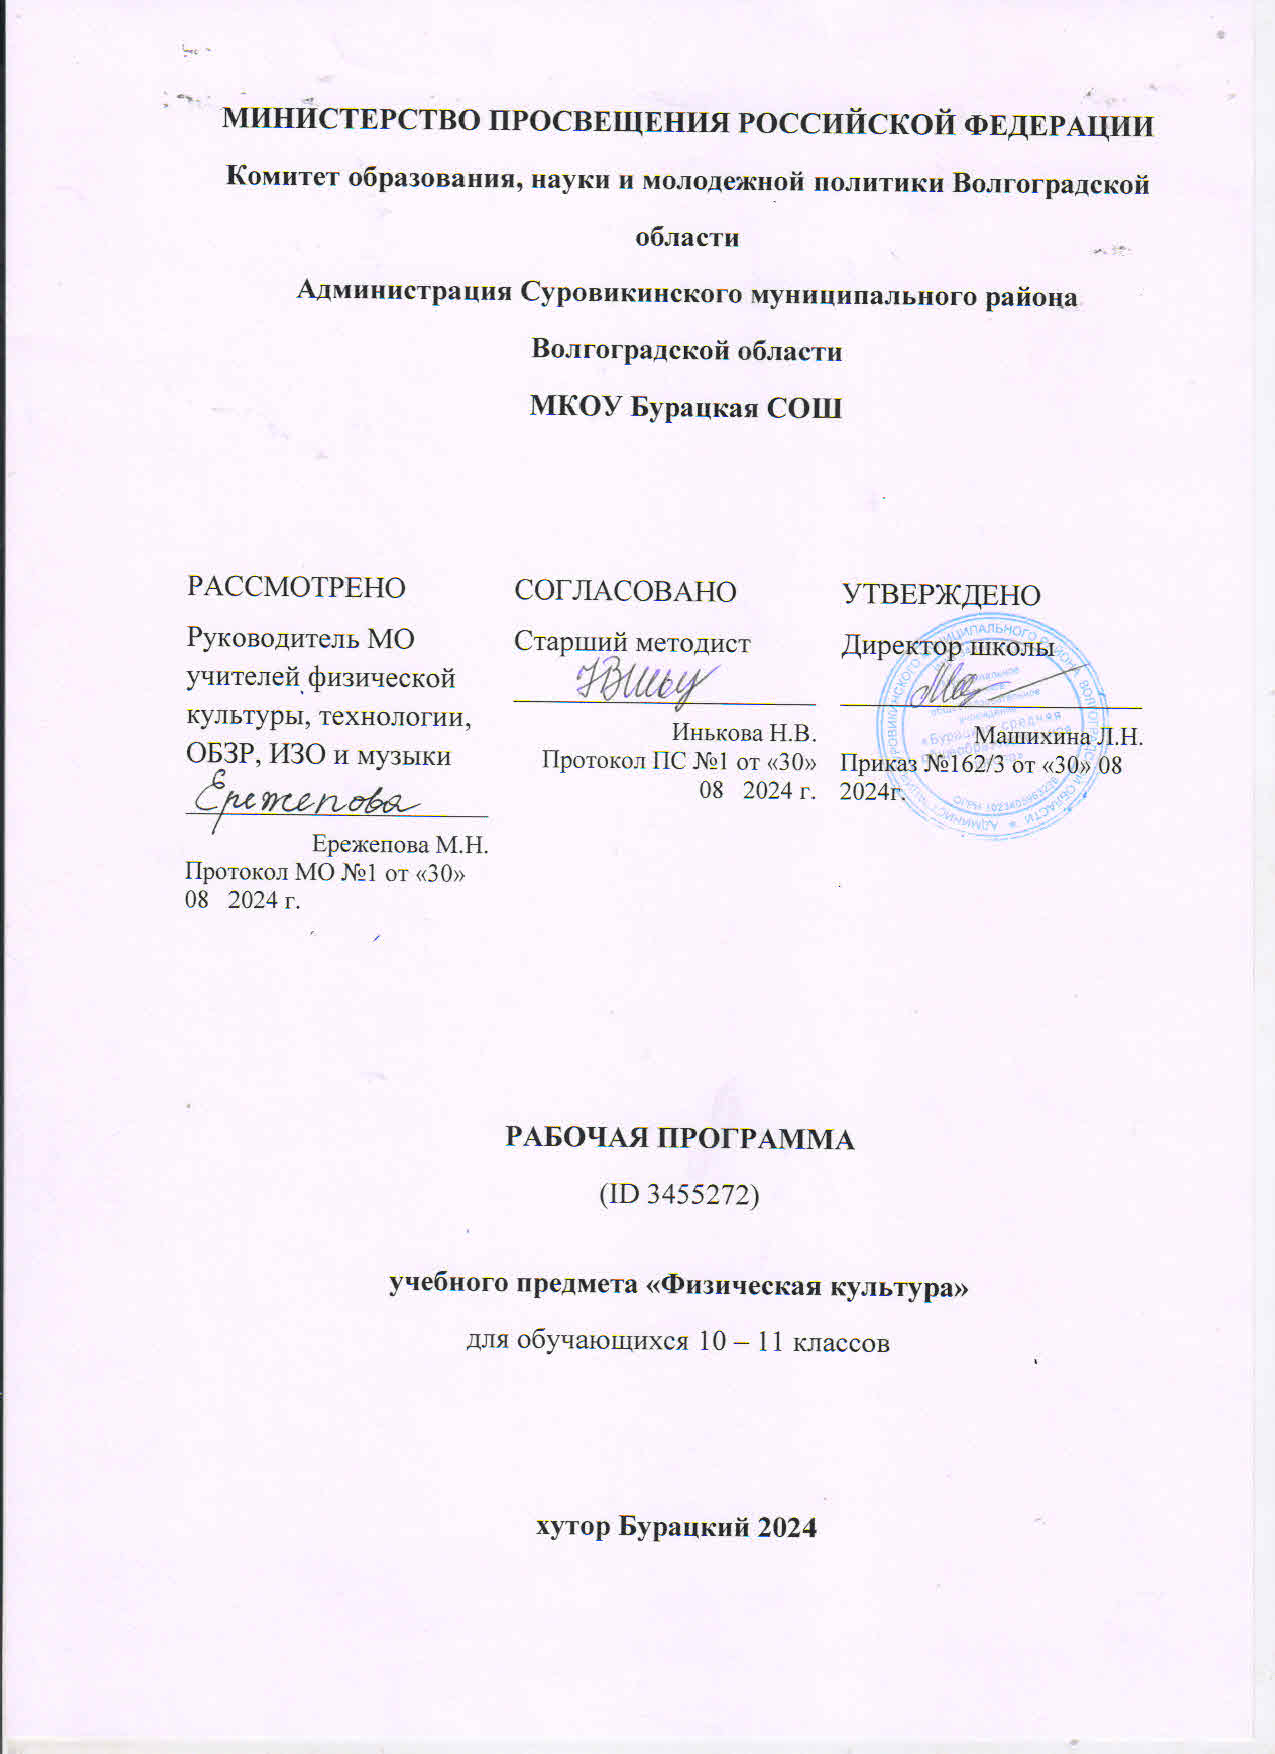 МИНИСТЕРСТВО ПРОСВЕЩЕНИЯ РОССИЙСКОЙ ФЕДЕРАЦИИ
Комитет образования, науки и молодежной политики Волгоградской
области
Администрация Суровикинского муниципального района
Волгоградской области
МКОУ Бурацкая СОШ
РАССМОТРЕНО
Руководитель МО
учителей физической
культуры, технологии,
ОБЗР, ИЗО и музыки
Ережепова
Ережепова М.Н.
Протокол МО №1 от «30»
08 2024 г.
СОГЛАСОВАНО
Старший методист
Инькова Н.В.
Протокол ПС №1 от «30»
08 2024 г.
УТВЕРЖДЕНО
Директор школы
Машихина Л.Н.
Приказ №162/3 от «30» 08
2024г.
РАБОЧАЯ ПРОГРАММА
(ID 3455272)
учебного предмета «Физическая культура»
для обучающихся 10 – 11 классов
хутор Бурацкий 2024